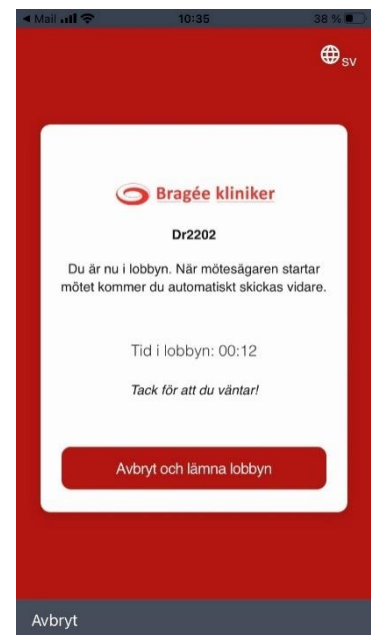 Mail 10:35 38 %
SV
Bragée kliniker
Dr2202
Du är nu i lobbyn. När mötesägaren startar
mötet kommer du automatiskt skickas vidare.
Tid i lobbyn: 00:12
Tack för att du väntar!
Avbryt och lämna lobbyn
Avbryt